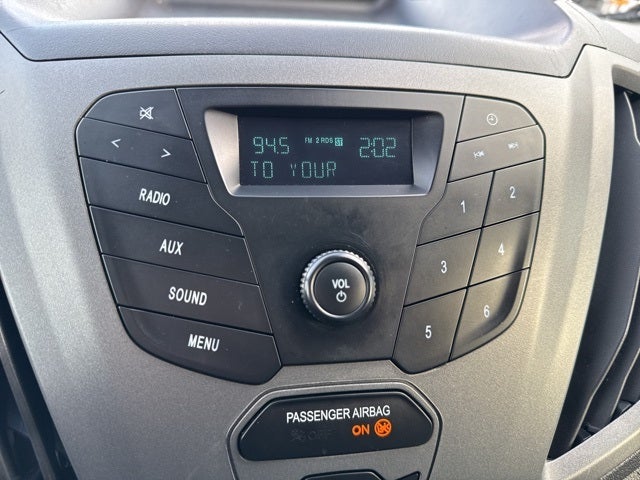 94.5 FM 2 RDS ST 2:02
TO YOUR
< >
RADIO
AUX
SOUND
MENU
VOL
1 2
3 4
5 6
PASSENGER AIRBAG
OFF ON